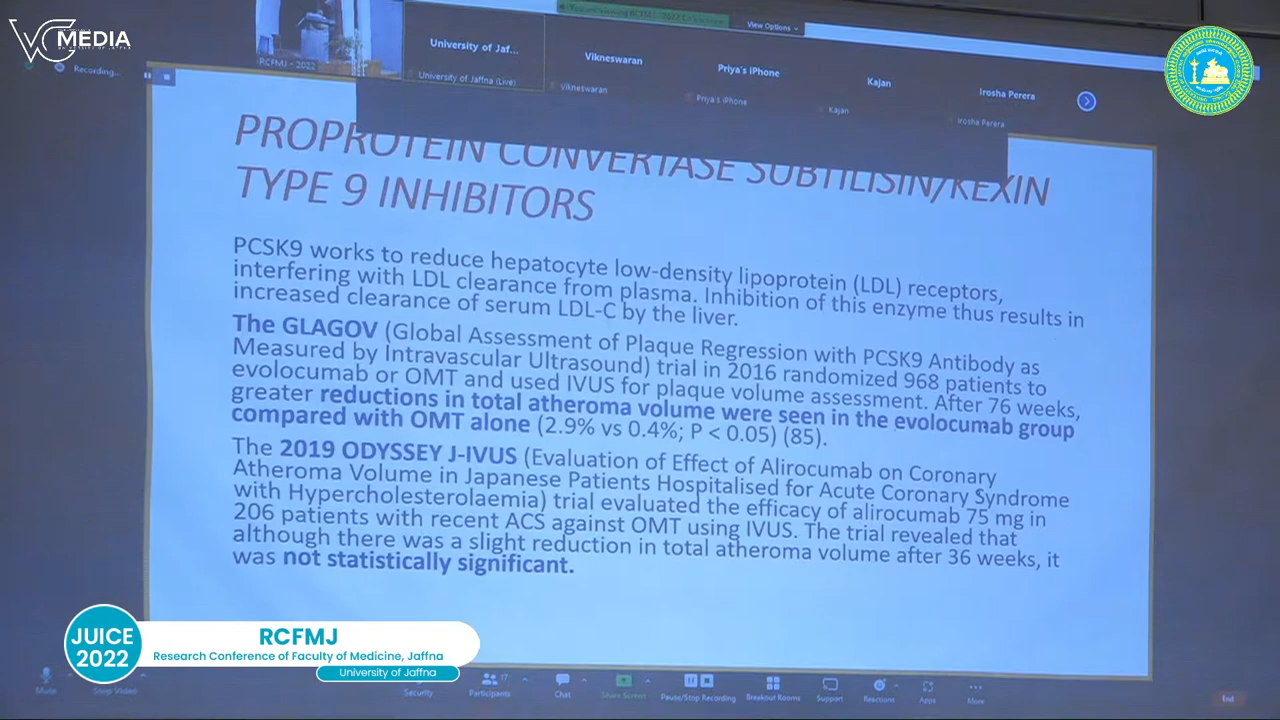 VC MEDIA
UNIVERSITY OF JAFFNA
View Options
Recording...
RCFMJ - 2022
University of Jaf...
University of Jaffna (Live)
Vikneswaran
Vikneswaran
Priya's iPhone
Priya's iPhone
Kajan
Kajan
Irosha Perera
Irosha Perera
PROPROTEIN CONVERTASE SUBTILISIN/KEXIN
TYPE 9 INHIBITORS
PCSK9 works to reduce hepatocyte low-density lipoprotein (LDL) receptors,
interfering with LDL clearance from plasma. Inhibition of this enzyme thus results in
increased clearance of serum LDL-C by the liver.
The GLAGOV (Global Assessment of Plaque Regression with PCSK9 Antibody as
Measured by Intravascular Ultrasound) trial in 2016 randomized 968 patients to
evolocumab or OMT and used IVUS for plaque volume assessment. After 76 weeks,
greater reductions in total atheroma volume were seen in the evolocumab group
compared with OMT alone (2.9% vs 0.4%; P < 0.05) (85).
The 2019 ODYSSEY J-IVUS (Evaluation of Effect of Alirocumab on Coronary
Atheroma Volume in Japanese Patients Hospitalised for Acute Coronary Syndrome
with Hypercholesterolaemia) trial evaluated the efficacy of alirocumab 75 mg in
206 patients with recent ACS against OMT using IVUS. The trial revealed that
although there was a slight reduction in total atheroma volume after 36 weeks, it
was not statistically significant.
JUICE
2022
RCFMJ
Research Conference of Faculty of Medicine, Jaffna
University of Jaffna
Mute
Stop Video
Security
Participants
17
Chat
Share Screen
Pause/Stop Recording
Breakout Rooms
Support
Reactions
Apps
More
End